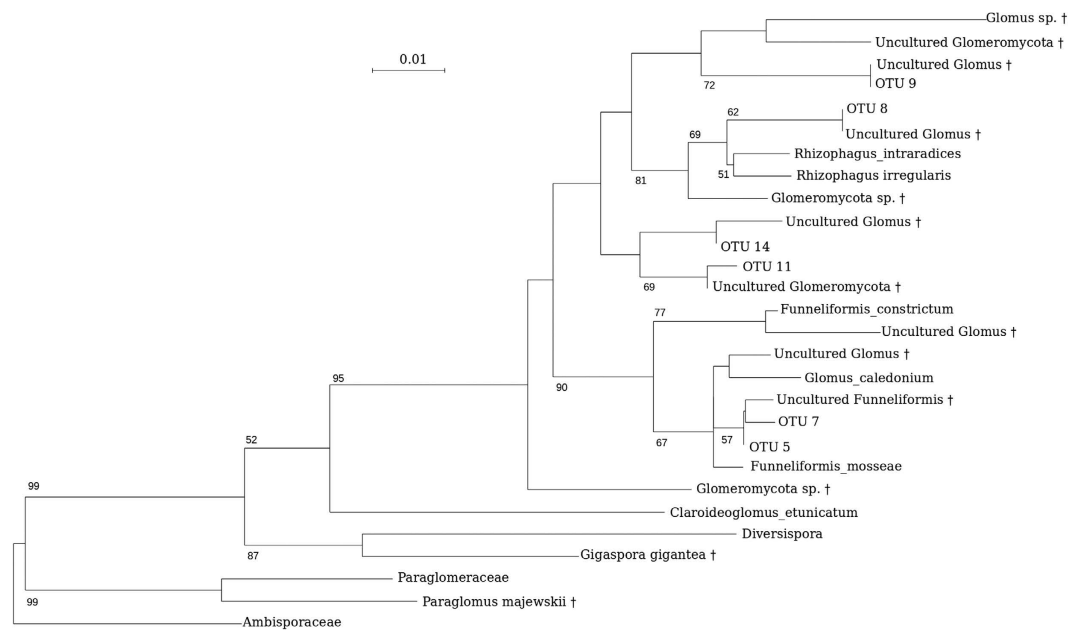 Glomus sp. †
Uncultured Glomeromycota †
0.01
Uncultured Glomus †
OTU 9
72
OTU 8
62
Uncultured Glomus †
69
Rhizophagus_intraradices
51
Rhizophagus irregularis
81
Glomeromycota sp. †
Uncultured Glomus †
OTU 14
OTU 11
69
Uncultured Glomeromycota †
77
Funneliformis_constrictum
Uncultured Glomus †
Uncultured Glomus †
95
Glomus_caledonium
90
Uncultured Funneliformis †
OTU 7
52
67
57
OTU 5
Funneliformis_mosseae
99
Glomeromycota sp. †
Claroideoglomus_etunicatum
Diversispora
87
Gigaspora gigantea †
Paraglomeraceae
99
Paraglomus majewskii †
Ambisporaceae